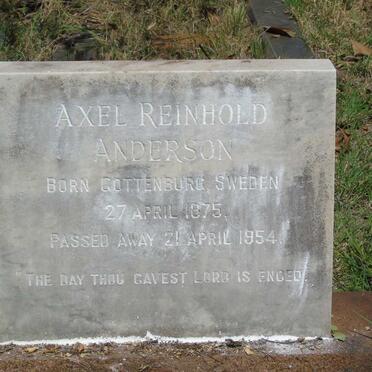 AXEL REINHOLD
ANDERSON
BORN GOTTENBURG, SWEDEN
27 APRIL 1875.
PASSED AWAY 21 APRIL 1954.
"THE DAY THOU GAVEST LORD IS ENDED"